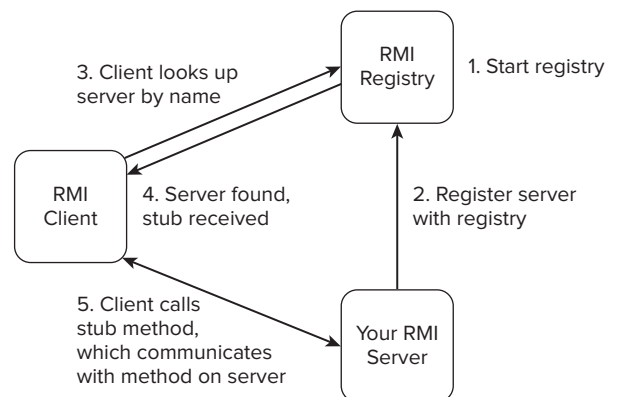 RMI
Registry
1. Start registry
3. Client looks up
server by name
RMI
Client
4. Server found,
stub received
2. Register server
with registry
5. Client calls
stub method,
which communicates
with method on server
Your RMI
Server